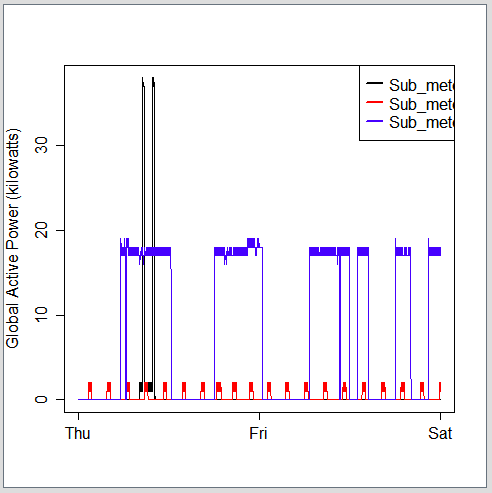 Sub_mete
Sub_mete
Sub_mete
Global Active Power (kilowatts)
30
20
10
0
Thu Fri Sat